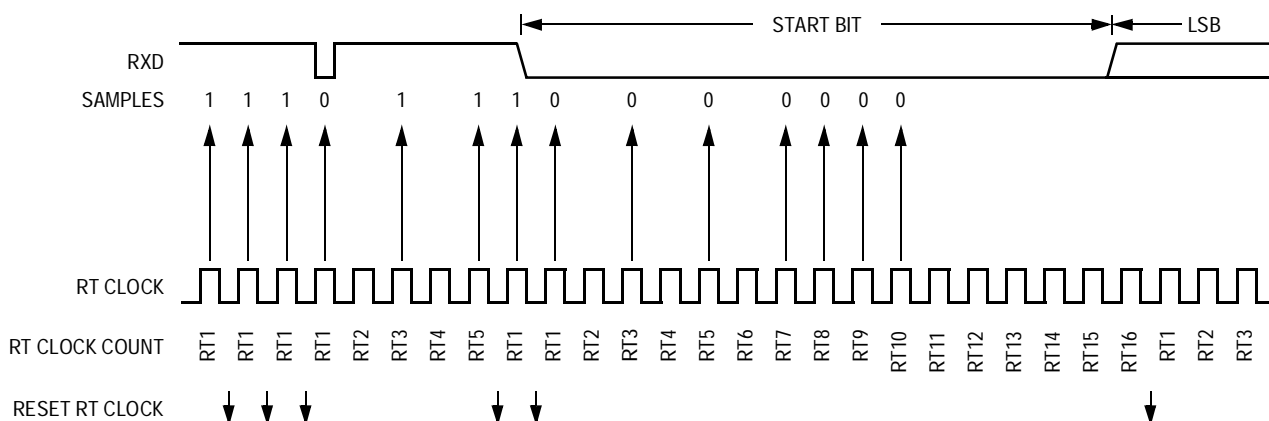 START BIT LSB
RXD
SAMPLES 1 1 1 0 1 1 1 0 0 0 0 0 0 0
RT CLOCK
RT CLOCK COUNT RT1 RT1 RT1 RT1 RT2 RT3 RT4 RT5 RT1 RT1 RT2 RT3 RT4 RT5 RT6 RT7 RT8 RT9 RT10 RT11 RT12 RT13 RT14 RT15 RT16 RT1 RT2 RT3
RESET RT CLOCK